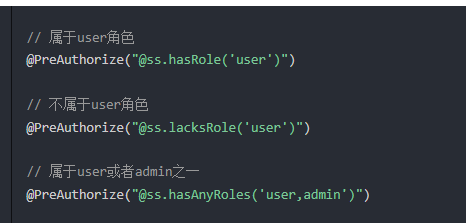 // 属于user角色
@PreAuthorize("@ss.hasRole('user')")
// 不属于user角色
@PreAuthorize("@ss.lacksRole('user')")
// 属于user或者admin之一
@PreAuthorize("@ss.hasAnyRoles('user,admin')")